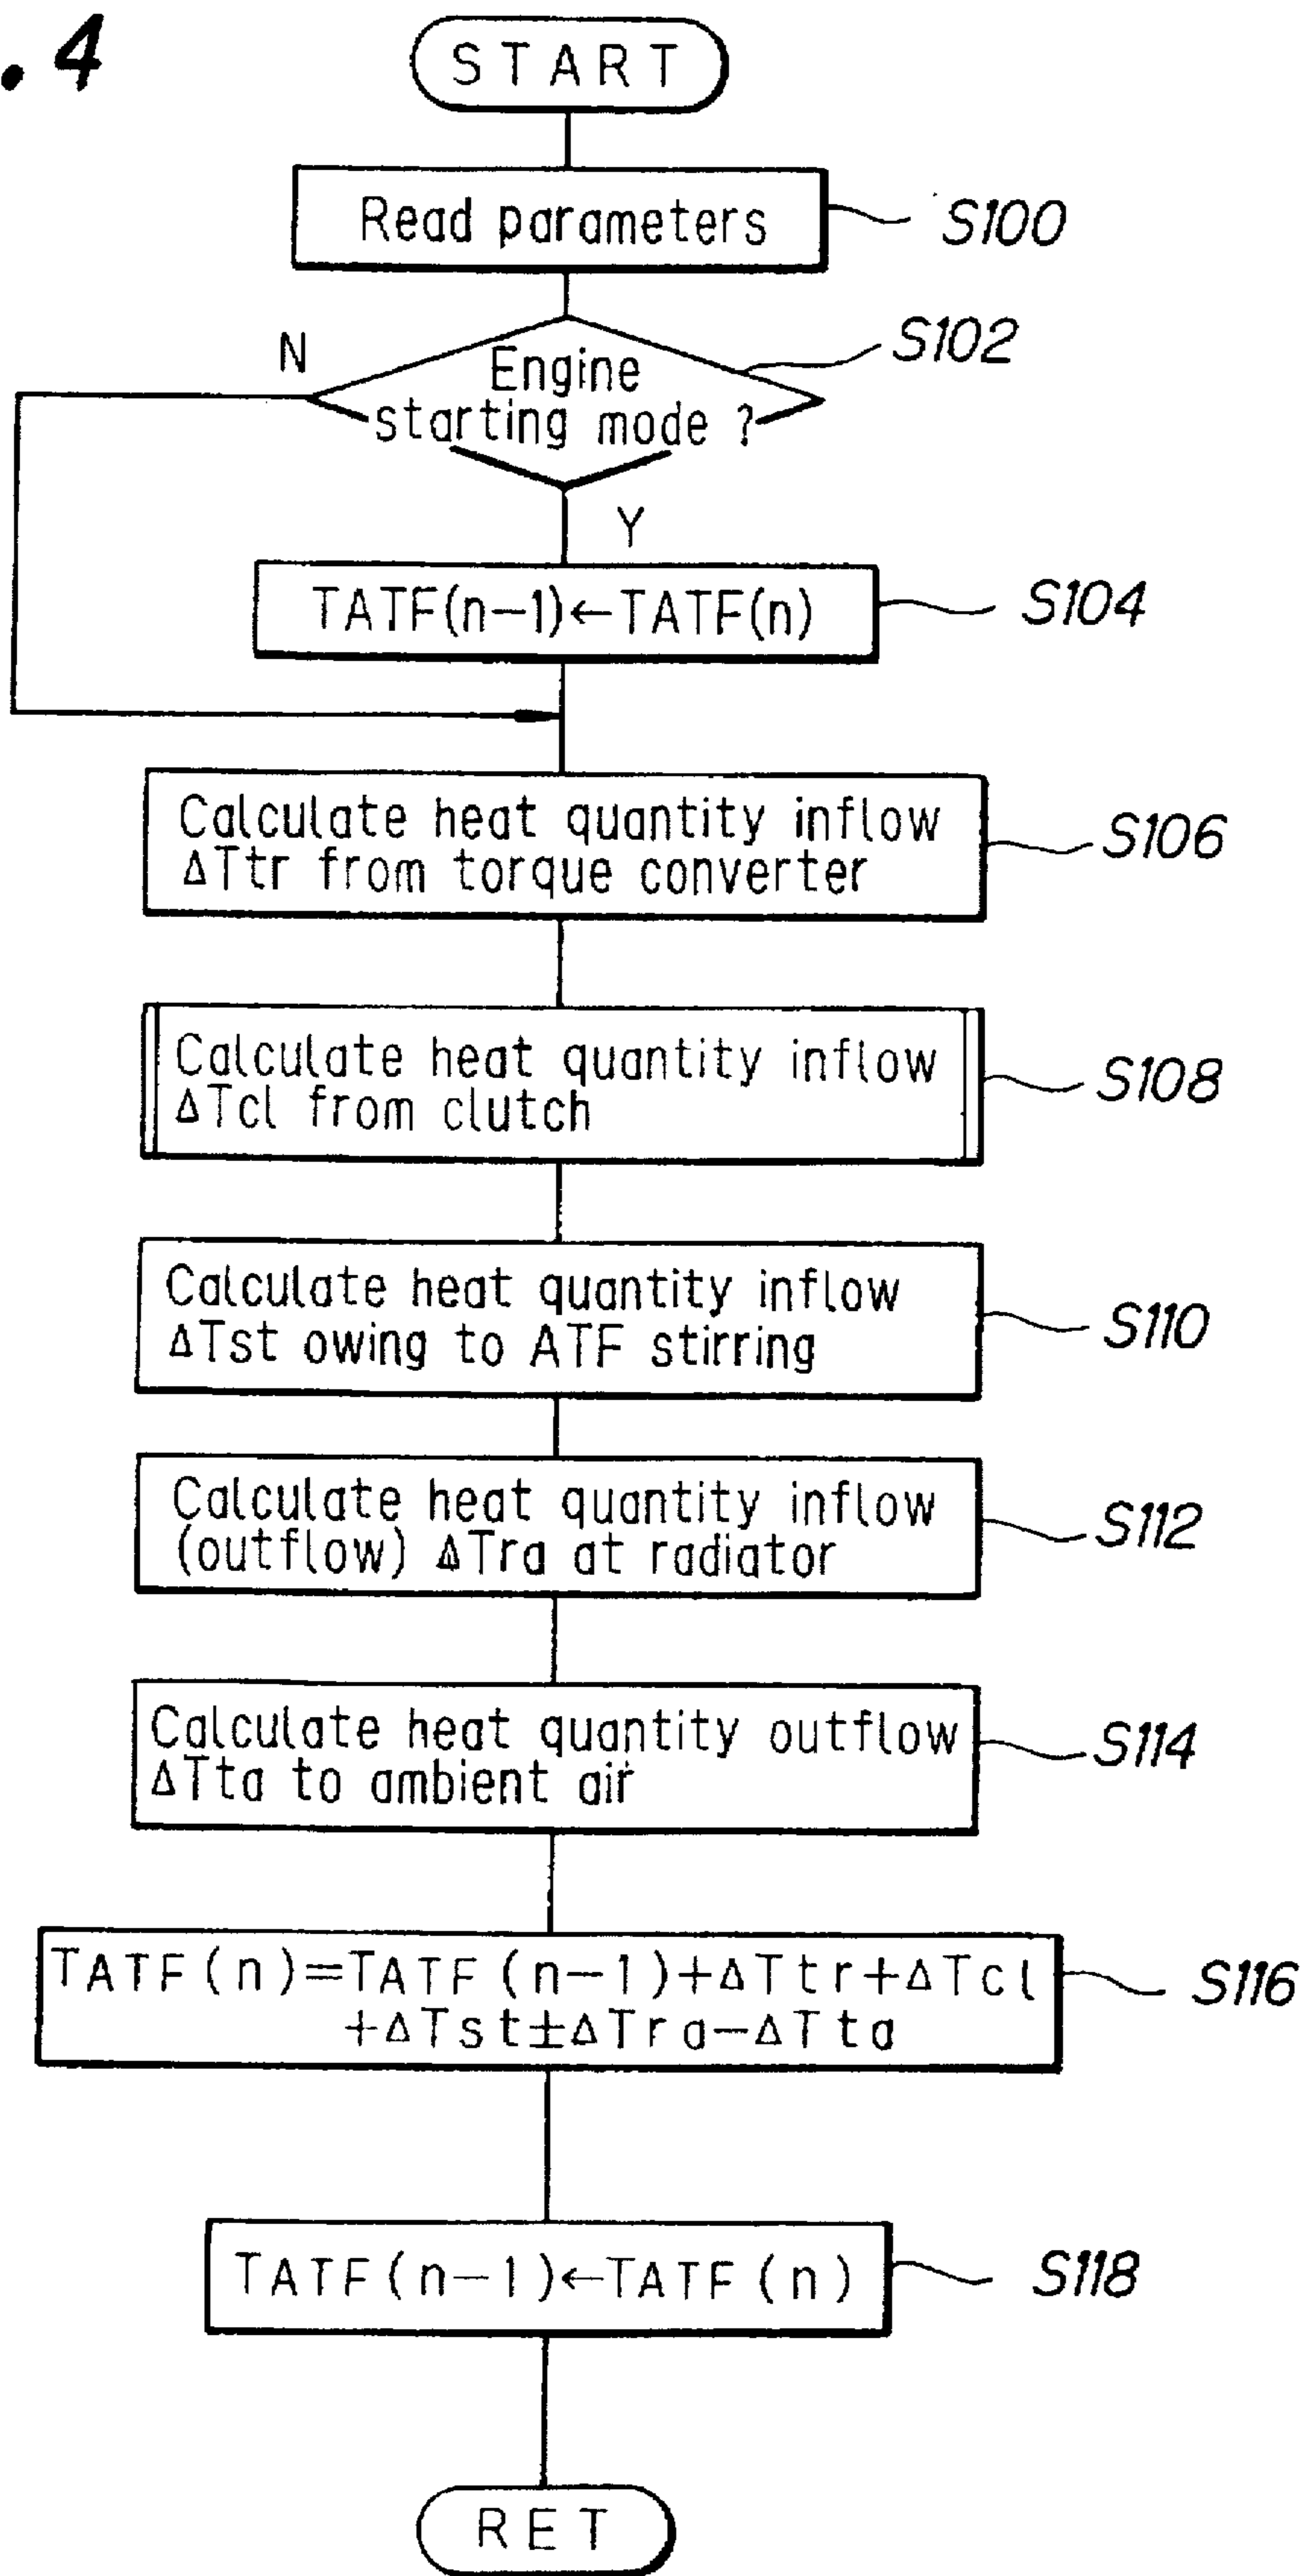 . 4
START
Read parameters
S100
N
Engine
starting mode ?
S102
Y
TATF(n-1)←TATF(n)
S104
Calculate heat quantity inflow
ΔTtr from torque converter
S106
Calculate heat quantity inflow
ΔTcl from clutch
S108
Calculate heat quantity inflow
ΔTst owing to ATF stirring
S110
Calculate heat quantity inflow
(outflow) ΔTra at radiator
S112
Calculate heat quantity outflow
ΔTta to ambient air
S114
TATF(n)=TATF(n-1)+ΔTtr+ΔTcl
+ΔTst±ΔTra-ΔTta
S116
TATF(n-1)←TATF(n)
S118
RET